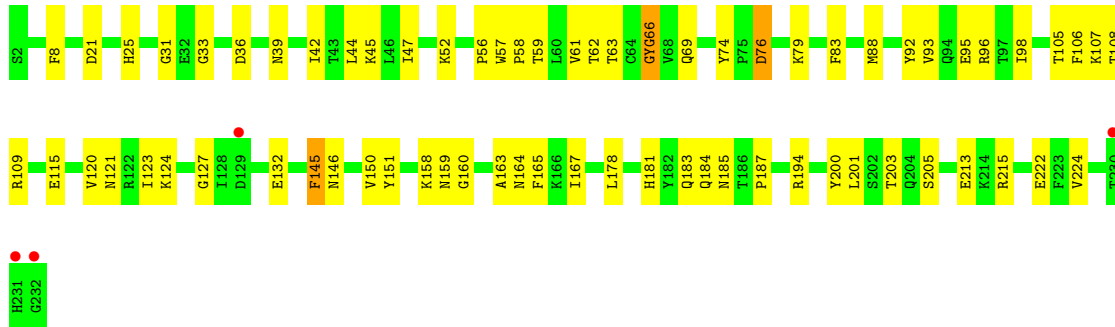 S2 F8 D21 H25 G31 E32 G33 D36 N39 I42 T43 L44 K45 L46 I47 K52 P56 W57 P58 T59 L60 V61 T62 T63 C64 GYG66 V68 Q69 Y74 P75 D76 K79 F83 M88 Y92 V93 Q94 E95 R96 T97 I98 T105 F106 K107
R109 E115 V120 N121 R122 I123 K124 G127 I128 D129 E132 F145 N146 V150 Y151 K158 N159 G160 A163 N164 F165 K166 I167 L178 H181 Y182 Q183 Q184 N185 T186 P187 R194 Y200 L201 S202 T203 Q204 S205 E213 K214 R215 E222 F223 V224
H231 G232